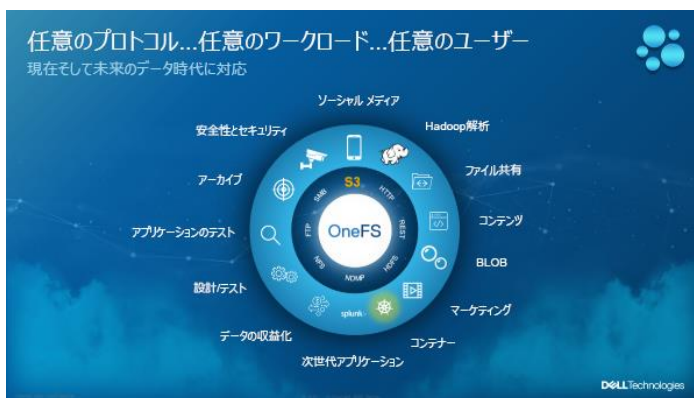 任意のプロトコル...任意のワークロード...任意のユーザー
現在そして未来のデータ時代に対応
ソーシャル メディア
安全性とセキュリティ
Hadoop解析
アーカイブ
ファイル共有
アプリケーションのテスト
コンテンツ
設計/テスト
BLOB
データの収益化
マーケティング
次世代アプリケーション
コンテナー
S3
HTTP
REST
HDFS
NDMP
NFS
FTP
SMB
OneFS
splunk>
DELLTechnologies